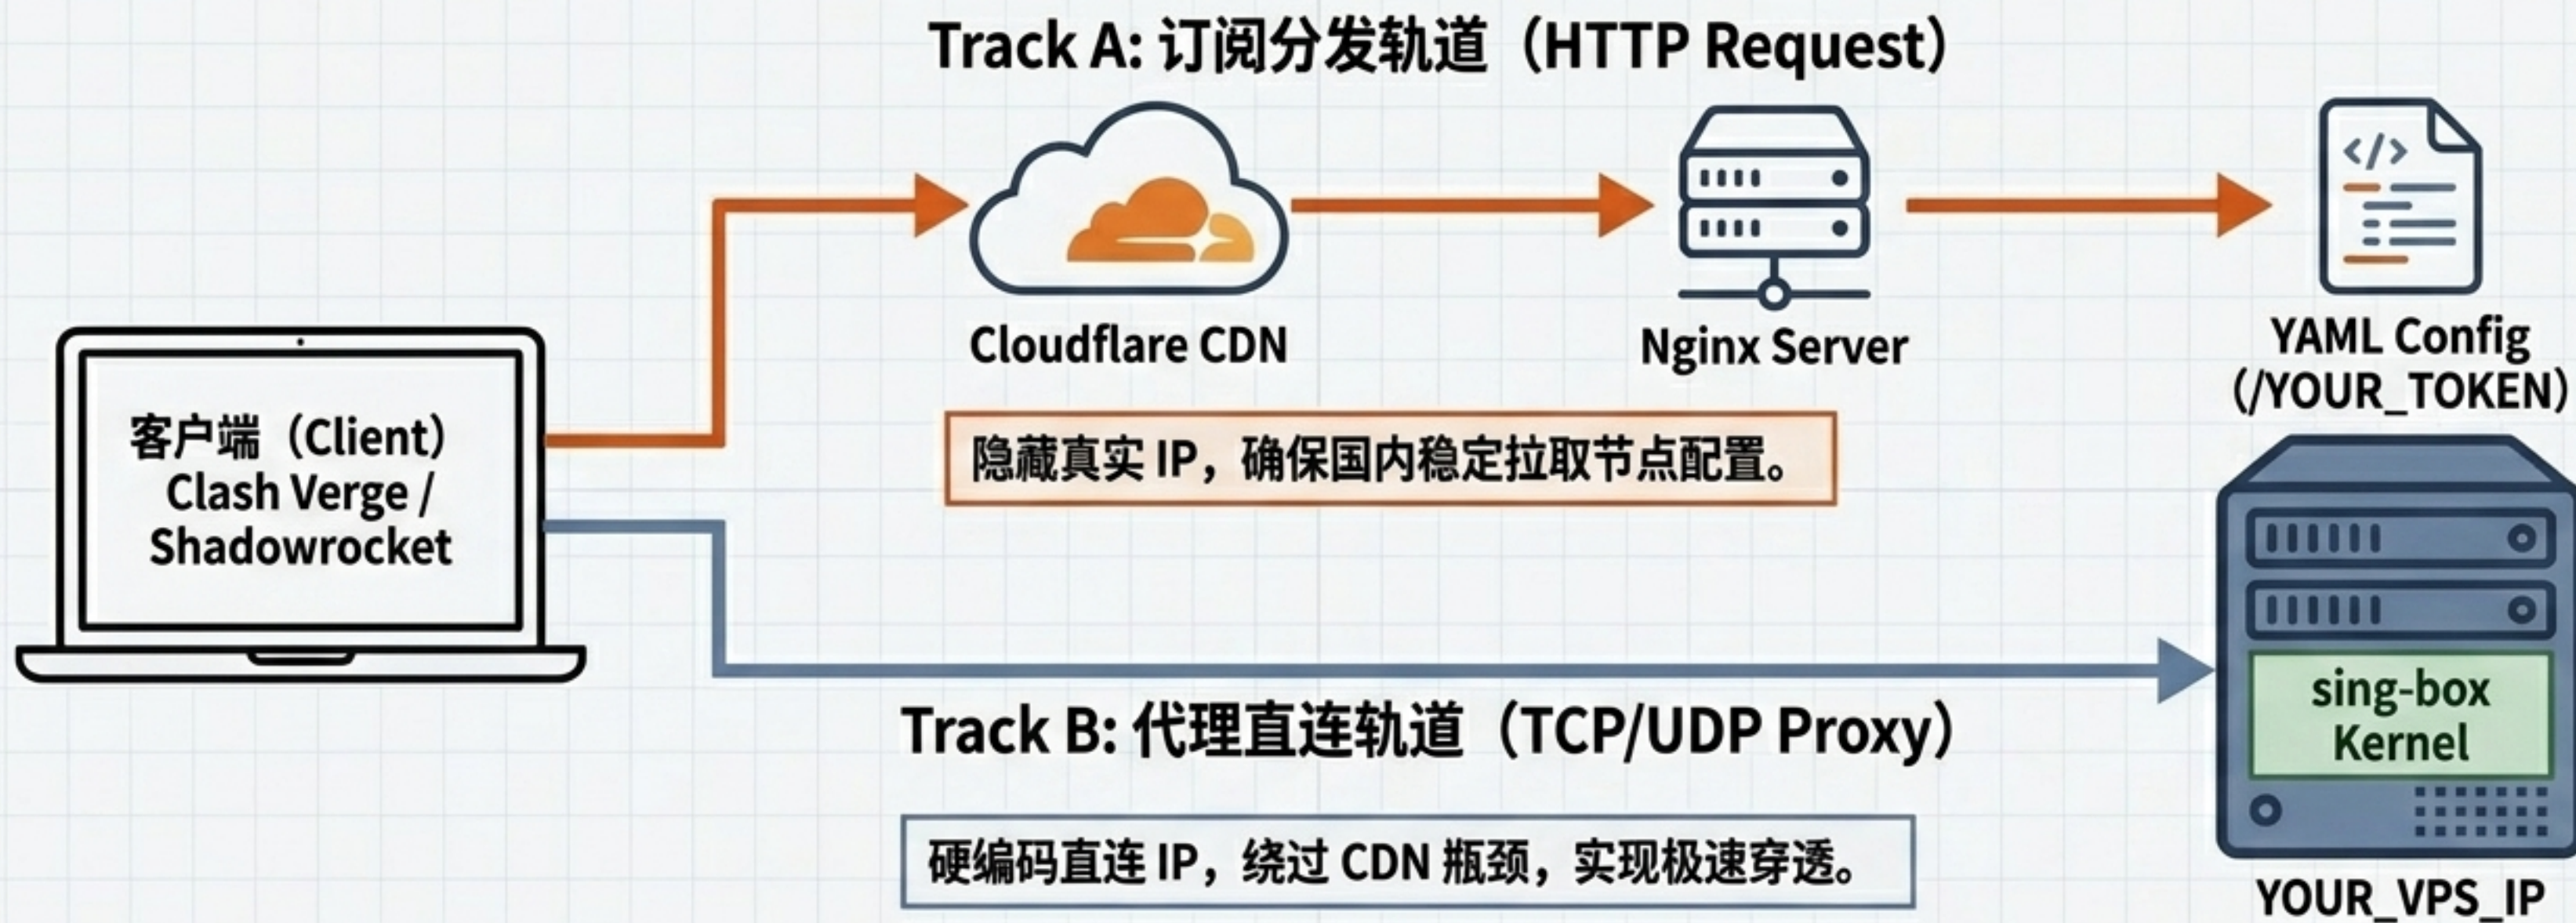 Track A: 订阅分发轨道（HTTP Request）
Cloudflare CDN
Nginx Server
YAML Config
(/YOUR_TOKEN)
隐藏真实 IP，确保国内稳定拉取节点配置。
客户端（Client）
Clash Verge /
Shadowrocket
sing-box
Kernel
YOUR_VPS_IP
Track B: 代理直连轨道（TCP/UDP Proxy）
硬编码直连 IP，绕过 CDN 瓶颈，实现极速穿透。